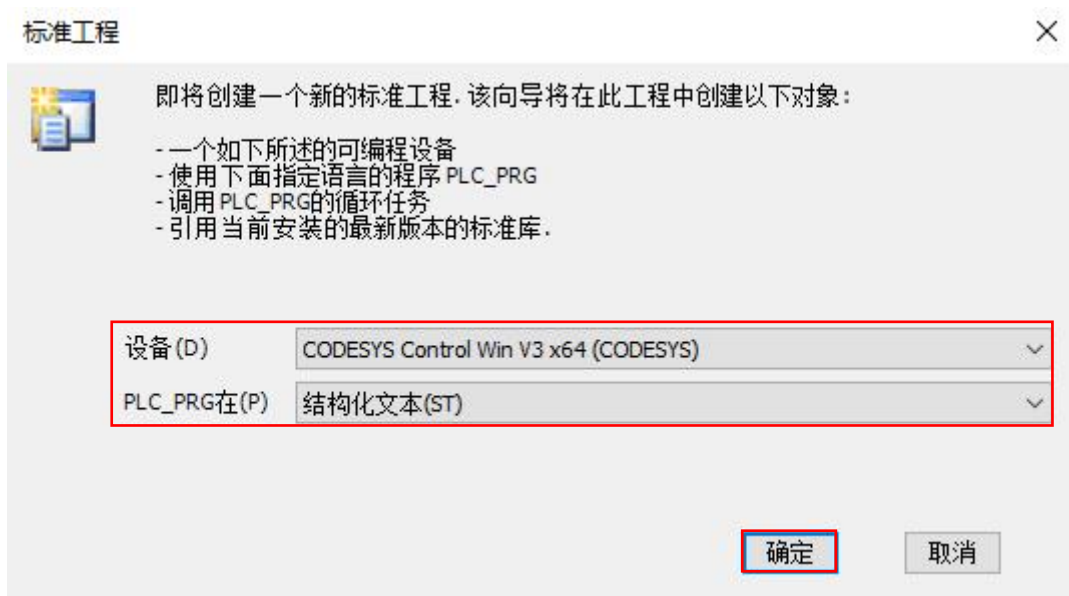 标准工程
即将创建一个新的标准工程.该向导将在此工程中创建以下对象:
-一个如下所述的可编程设备
-使用下面指定语言的程序 PLC_PRG
-调用 PLC_PRG的循环任务
-引用当前安装的最新版本的标准库.
设备(D) CODESYS Control Win V3 x64 (CODESYS)
PLC_PRG在(P) 结构化文本(ST)
确定 取消